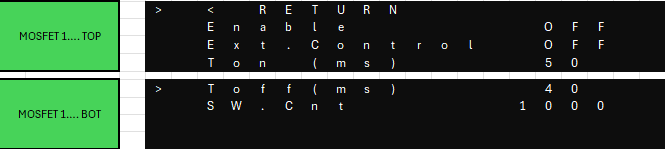 MOSFET 1.... TOP
> < RETURN
Enable OFF
Ext.Control OFF
Ton (ms) 50
MOSFET 1.... BOT
> Toff(ms) 40
SW.Cnt 1000